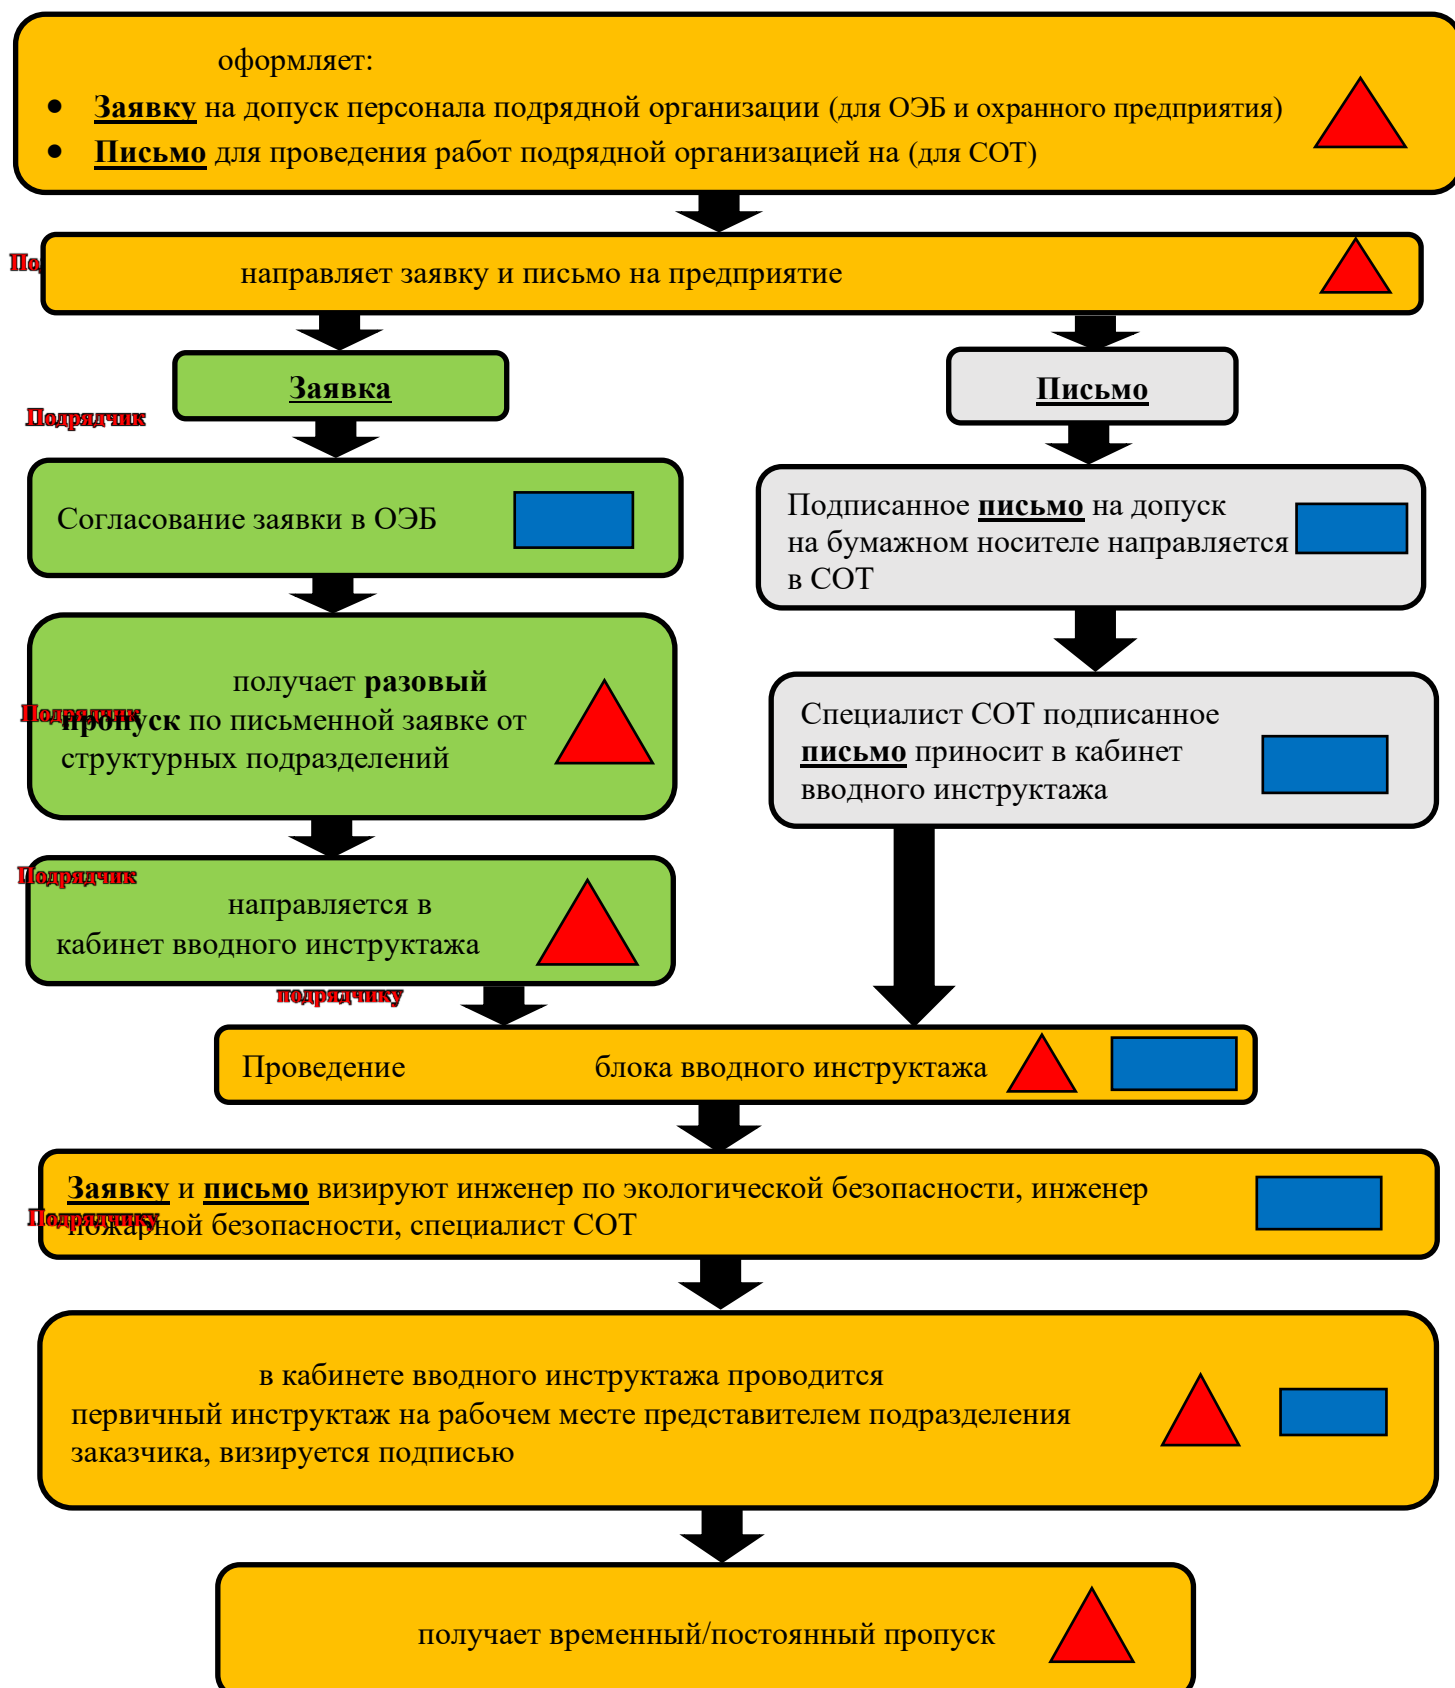 оформляет:
• Заявку на допуск персонала подрядной организации (для ОЭБ и охранного предприятия)
• Письмо для проведения работ подрядной организацией на (для СОТ)
направляет заявку и письмо на предприятие
Заявка
Письмо
Подрядчик
Согласование заявки в ОЭБ
Подписанное письмо на допуск
на бумажном носителе направляется
в СОТ
получает разовый
Подрядчик
пропуск по письменной заявке от
структурных подразделений
Специалист СОТ подписанное
письмо приносит в кабинет
вводного инструктажа
Подрядчик
направляется в
кабинет вводного инструктажа
подрядчику
Проведение блока вводного инструктажа
Заявку и письмо визируют инженер по экологической безопасности, инженер
Подрядчику
пожарной безопасности, специалист СОТ
в кабинете вводного инструктажа проводится
первичный инструктаж на рабочем месте представителем подразделения
заказчика, визируется подписью
получает временный/постоянный пропуск